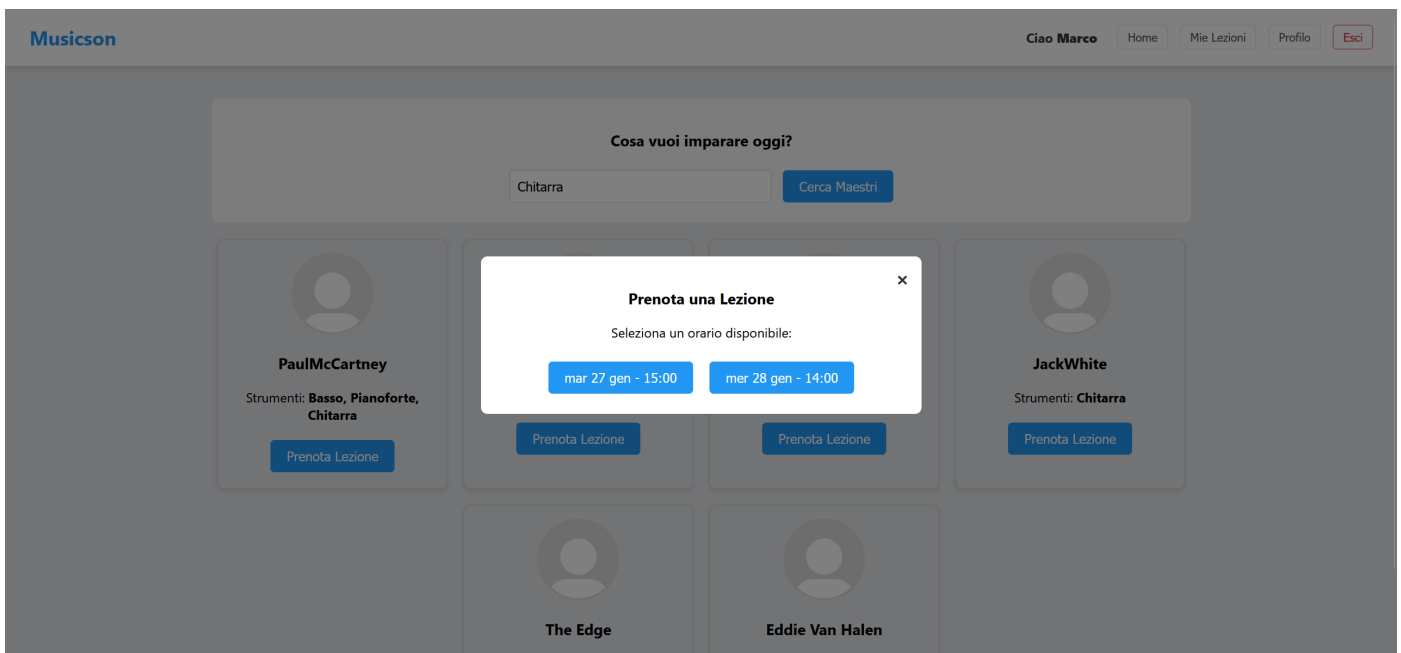 Musicson
Ciao Marco
Home
Mie Lezioni
Profilo
Esci
Cosa vuoi imparare oggi?
Chitarra
Cerca Maestri
×
Prenota una Lezione
Seleziona un orario disponibile:
mar 27 gen - 15:00
mer 28 gen - 14:00
PaulMcCartney
Strumenti: Basso, Pianoforte,
Chitarra
Prenota Lezione
Prenota Lezione
Prenota Lezione
JackWhite
Strumenti: Chitarra
Prenota Lezione
The Edge
Eddie Van Halen